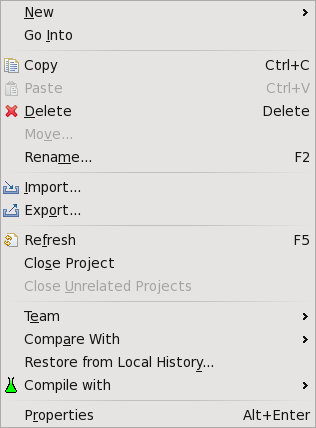 New
Go Into
Copy Ctrl+C
Paste Ctrl+V
Delete Delete
Move...
Rename... F2
Import...
Export...
Refresh F5
Close Project
Close Unrelated Projects
Team
Compare With
Restore from Local History...
Compile with
Properties Alt+Enter